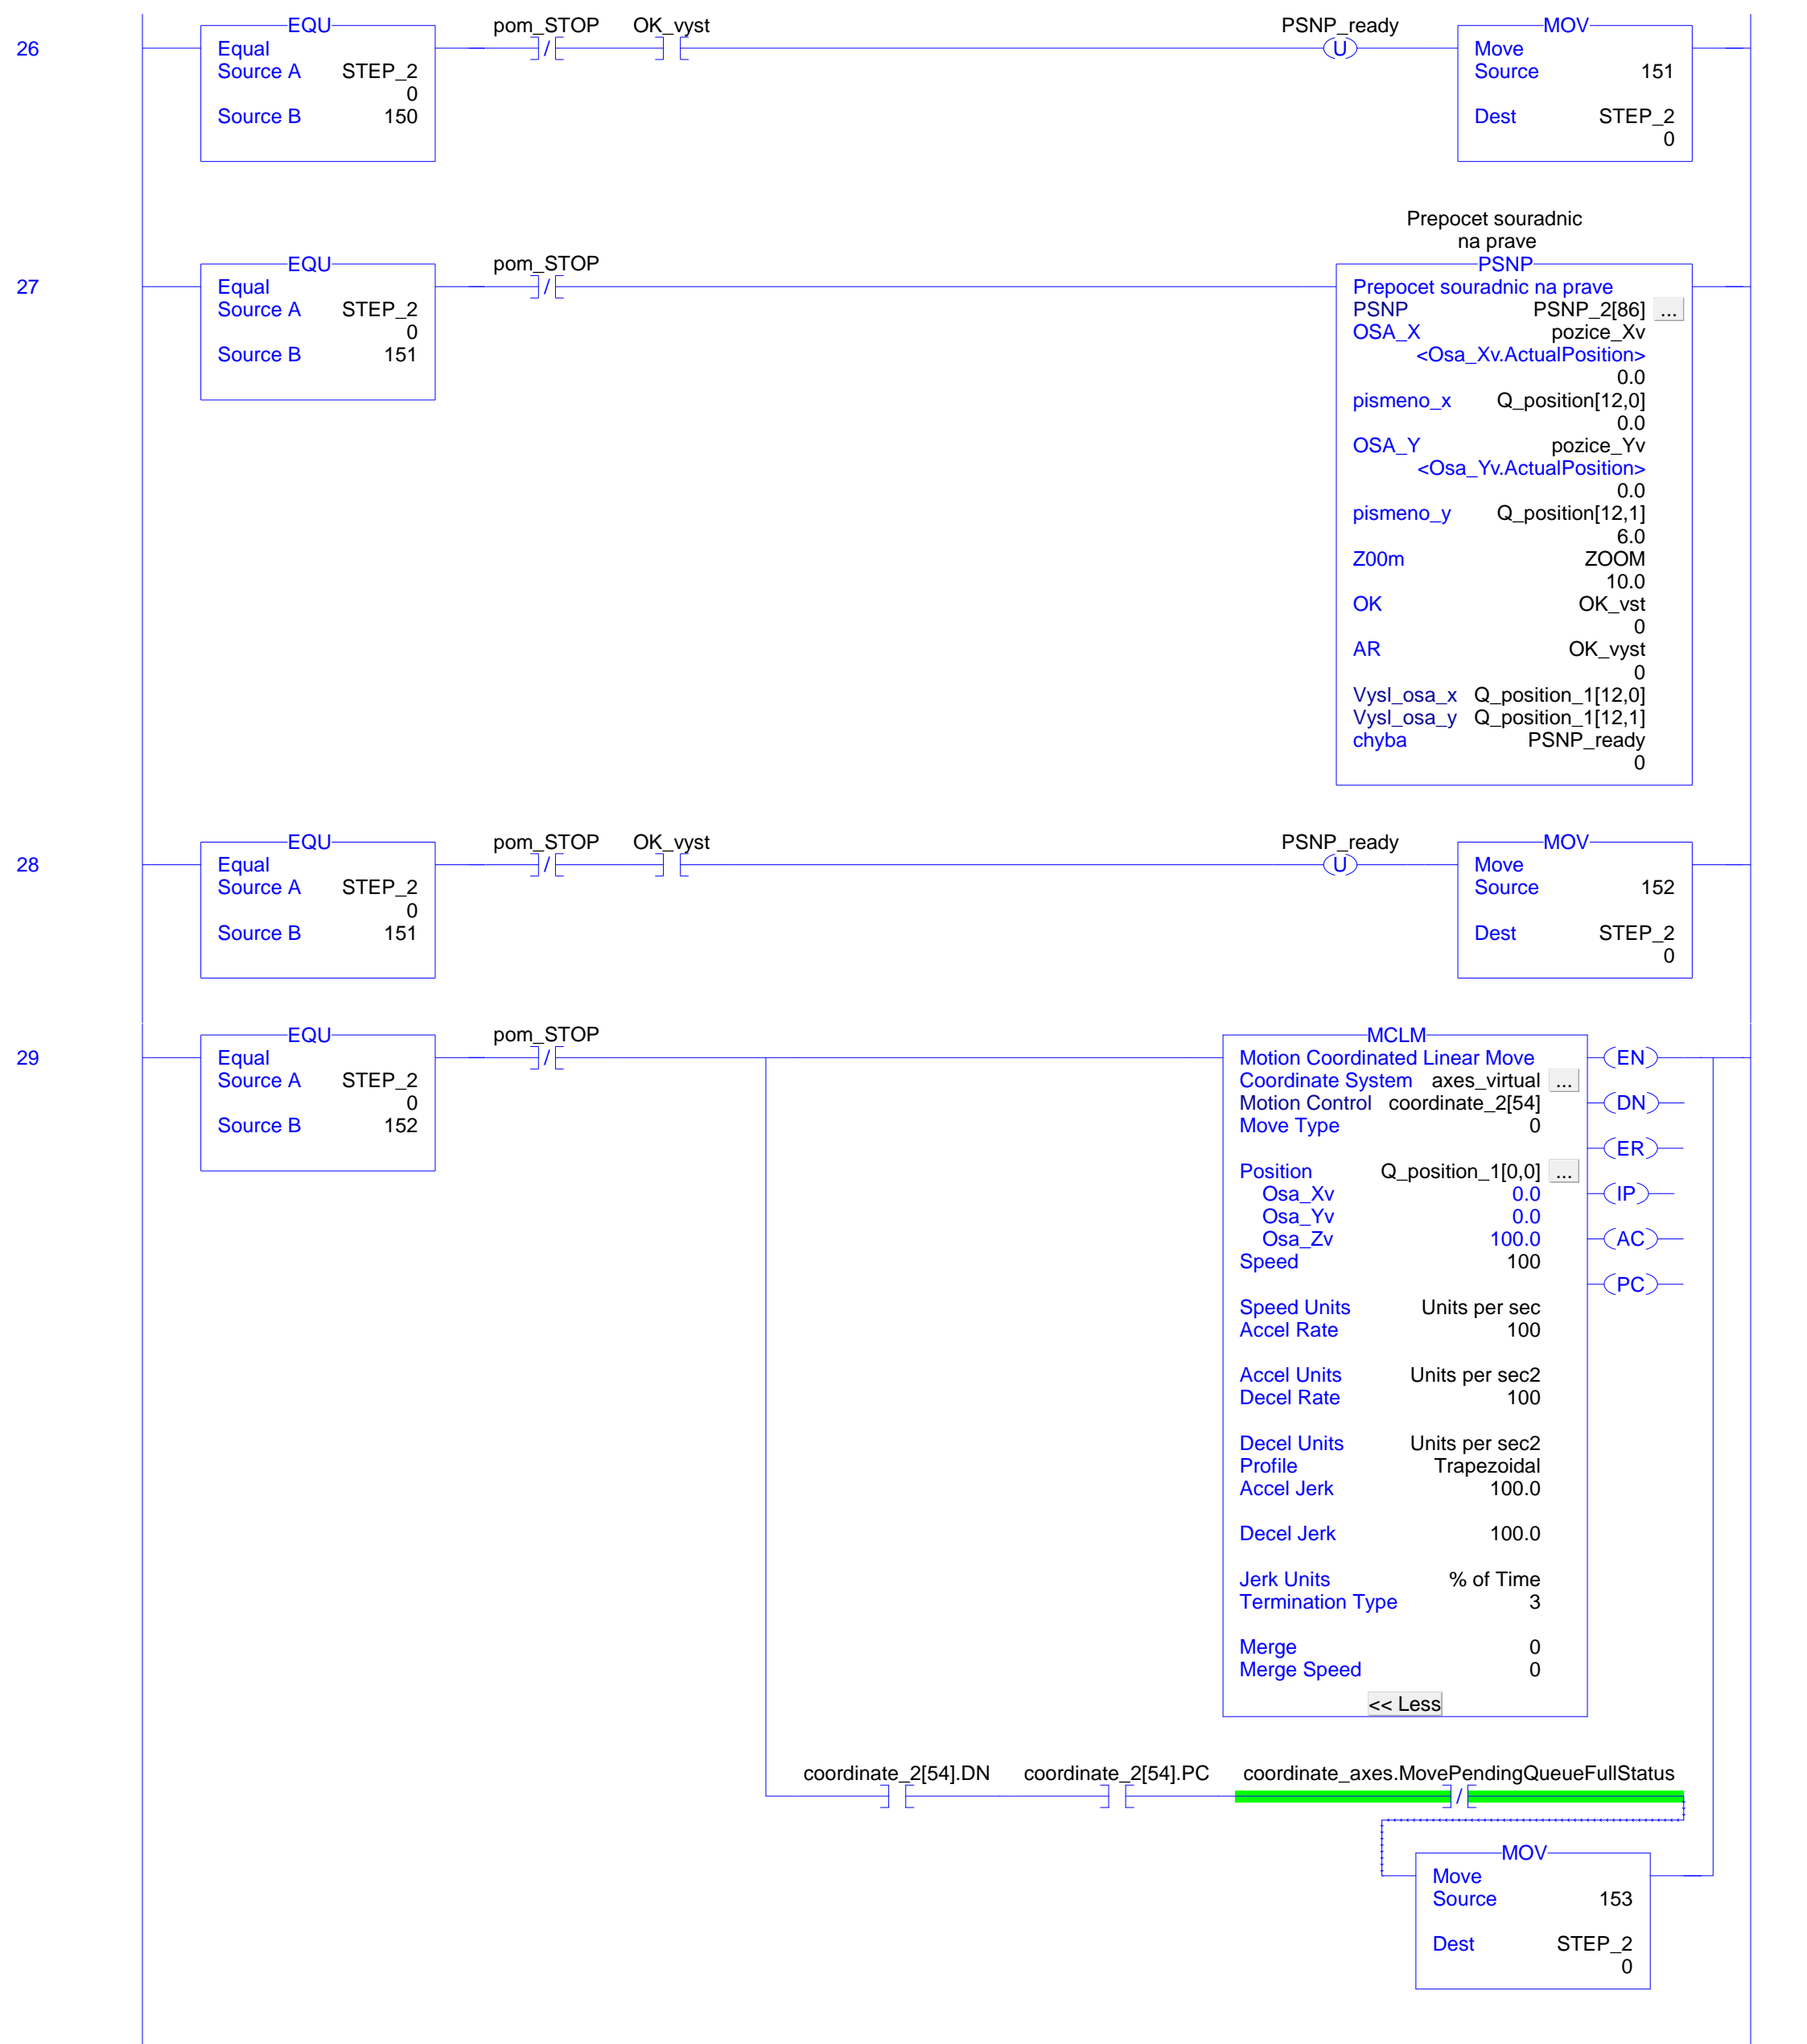 26
EQU
Equal
Source A STEP_2
0
Source B 150
pom_STOP
/
OK_vyst
PSNP_ready
U
MOV
Move
Source 151
Dest STEP_2
0
27
EQU
Equal
Source A STEP_2
0
Source B 151
pom_STOP
/
Prepocet souradnic
na prave
PSNP
Prepocet souradnic na prave
PSNP PSNP_2[86] ...
OSA_X pozice_Xv
<Osa_Xv.ActualPosition>
0.0
pismeno_x Q_position[12,0]
0.0
OSA_Y pozice_Yv
<Osa_Yv.ActualPosition>
0.0
pismeno_y Q_position[12,1]
6.0
Z00m ZOOM
10.0
OK OK_vst
0
AR OK_vyst
0
Vysl_osa_x Q_position_1[12,0]
Vysl_osa_y Q_position_1[12,1]
chyba PSNP_ready
0
28
EQU
Equal
Source A STEP_2
0
Source B 151
pom_STOP
/
OK_vyst
PSNP_ready
U
MOV
Move
Source 152
Dest STEP_2
0
29
EQU
Equal
Source A STEP_2
0
Source B 152
pom_STOP
/
MCLM
Motion Coordinated Linear Move
Coordinate System axes_virtual ...
Motion Control coordinate_2[54]
Move Type 0
Position Q_position_1[0,0] ...
Osa_Xv 0.0
Osa_Yv 0.0
Osa_Zv 100.0
Speed 100
Speed Units Units per sec
Accel Rate 100
Accel Units Units per sec2
Decel Rate 100
Decel Units Units per sec2
Profile Trapezoidal
Accel Jerk 100.0
Decel Jerk 100.0
Jerk Units % of Time
Termination Type 3
Merge 0
Merge Speed 0
<< Less
EN
DN
ER
IP
AC
PC
coordinate_2[54].DN
coordinate_2[54].PC
coordinate_axes.MovePendingQueueFullStatus
/
MOV
Move
Source 153
Dest STEP_2
0